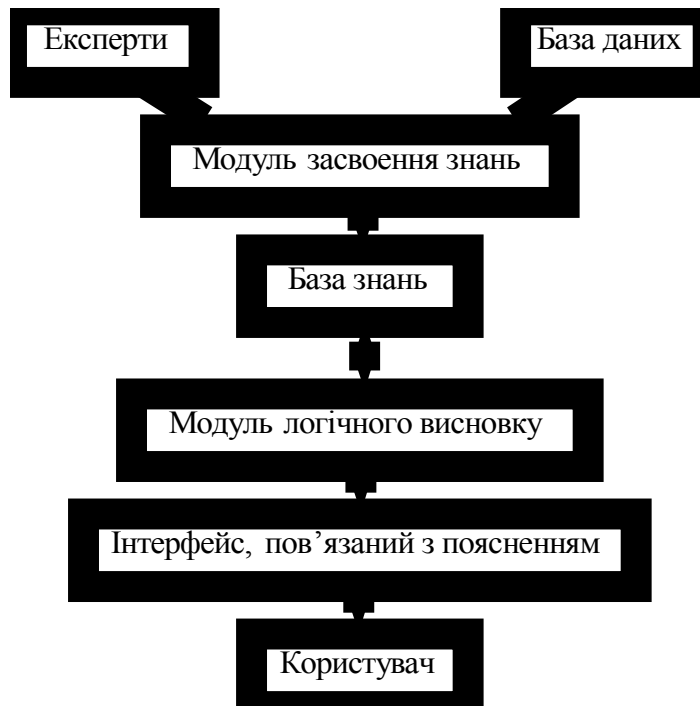 Експерти
База даних
Модуль засвоення знань
База знань
Модуль логічного висновку
Інтерфейс, пов’язаний з поясненням
Користувач